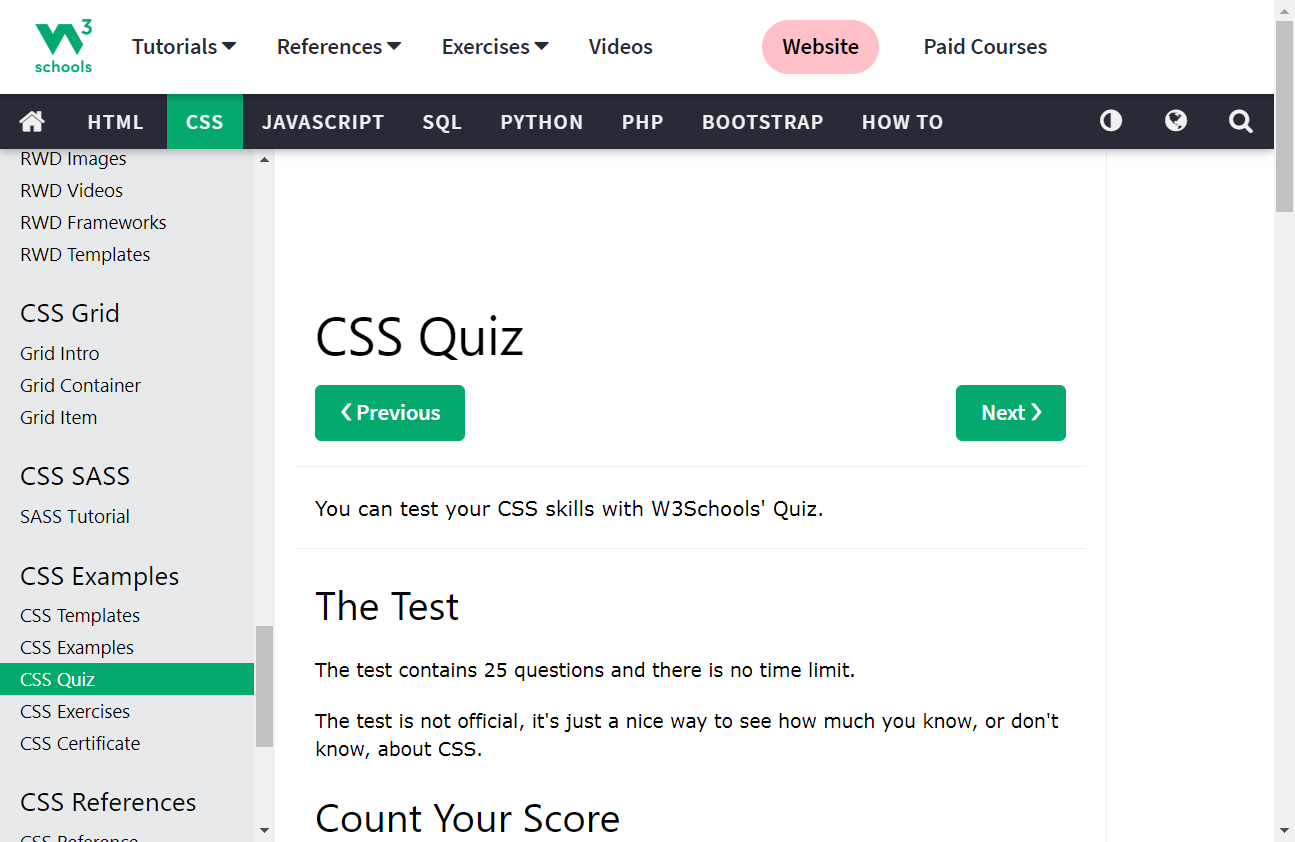 3
schools
Tutorials
References
Exercises
Videos
Website
Paid Courses
HTML
CSS
JAVASCRIPT
SQL
PYTHON
PHP
BOOTSTRAP
HOW TO
RWD Images
RWD Videos
RWD Frameworks
RWD Templates
CSS Grid
Grid Intro
Grid Container
Grid Item
CSS SASS
SASS Tutorial
CSS Examples
CSS Templates
CSS Examples
CSS Quiz
CSS Exercises
CSS Certificate
CSS References
CSS Reference
CSS Quiz
❮ Previous
Next ❯
You can test your CSS skills with W3Schools' Quiz.
The Test
The test contains 25 questions and there is no time limit.
The test is not official, it's just a nice way to see how much you know, or don't
know, about CSS.
Count Your Score